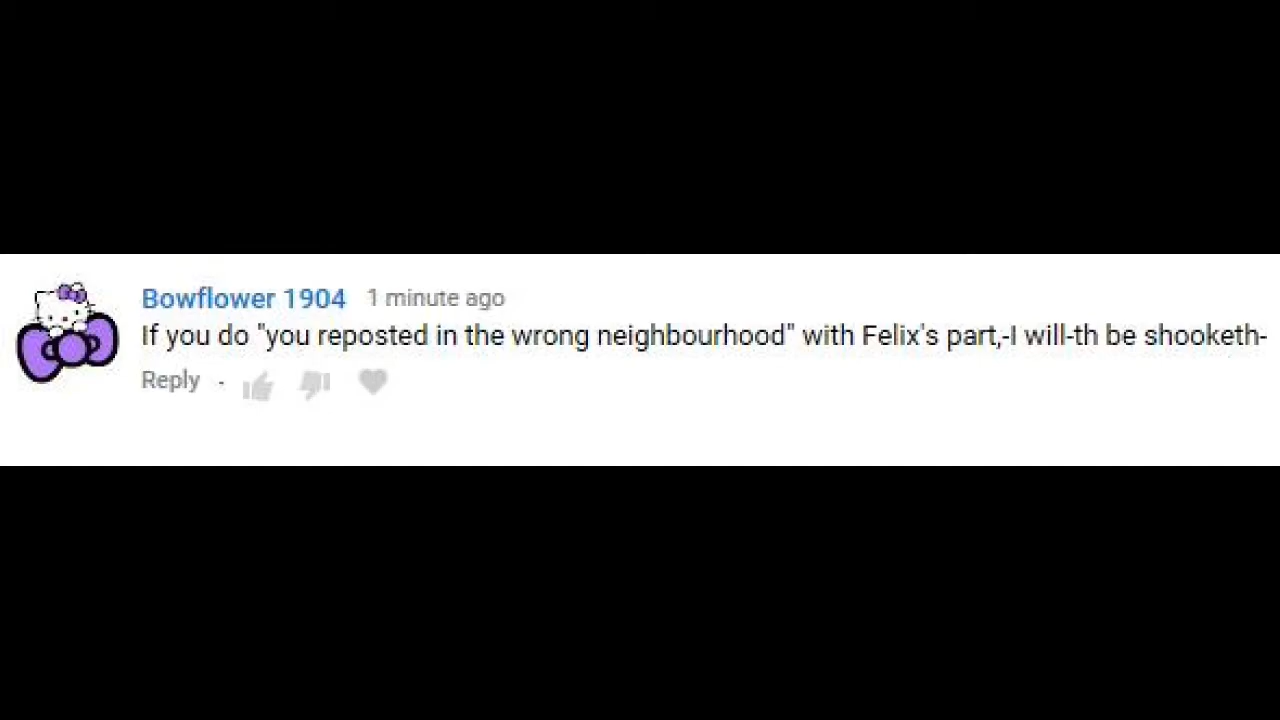 Bowflower 1904 1 minute ago
If you do "you reposted in the wrong neighbourhood" with Felix's part,-I will-th be shooketh-
Reply